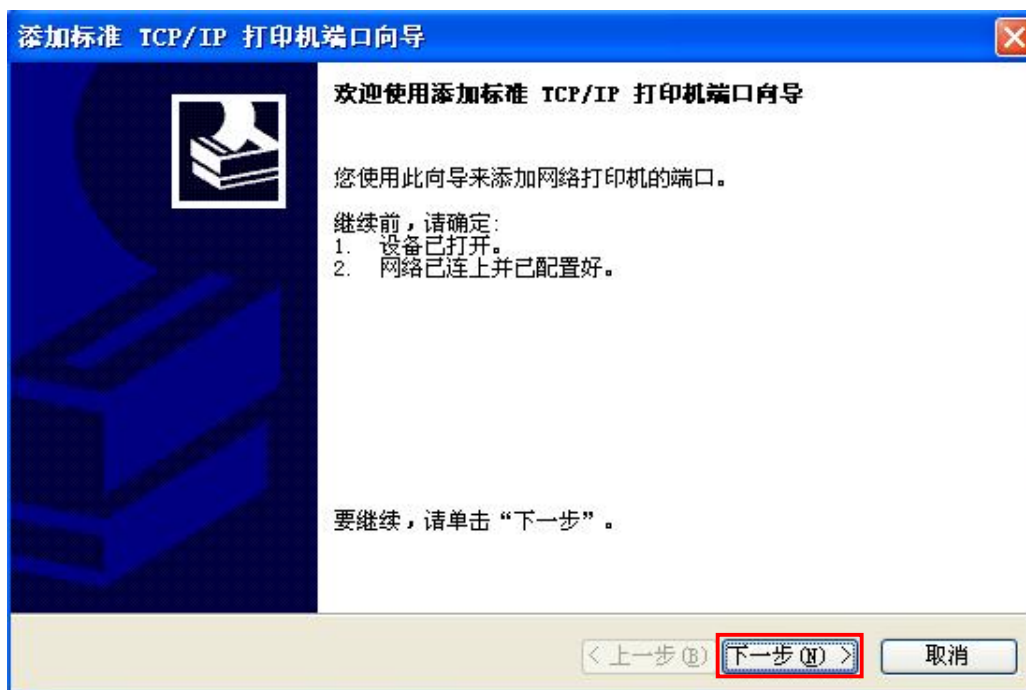 添加标准 TCP/IP 打印机端口向导
欢迎使用添加标准 TCP/IP 打印机端口向导
您使用此向导来添加网络打印机的端口。
继续前，请确定:
1. 设备已打开。
2. 网络已连上并已配置好。
要继续，请单击“下一步”。
< 上一步(B) 下一步(N) > 取消